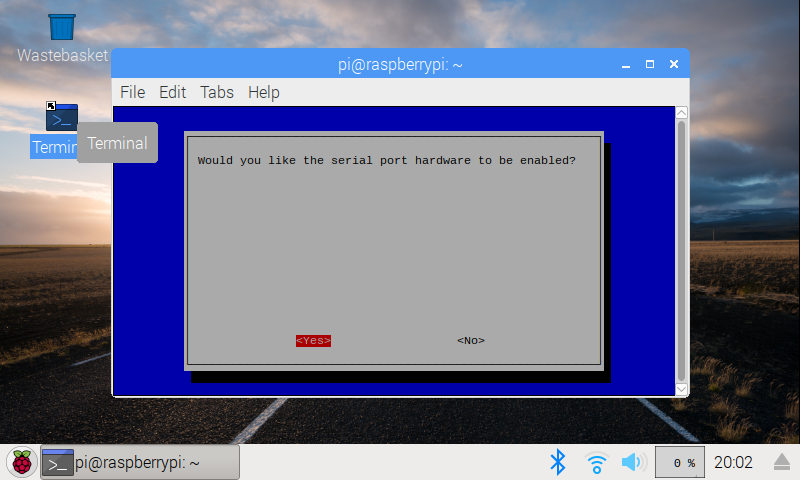 Wastebasket
pi@raspberrypi: ~
File Edit Tabs Help
Termin
Terminal
Would you like the serial port hardware to be enabled?
<Yes> <No>
pi@raspberrypi: ~
0 %
20:02